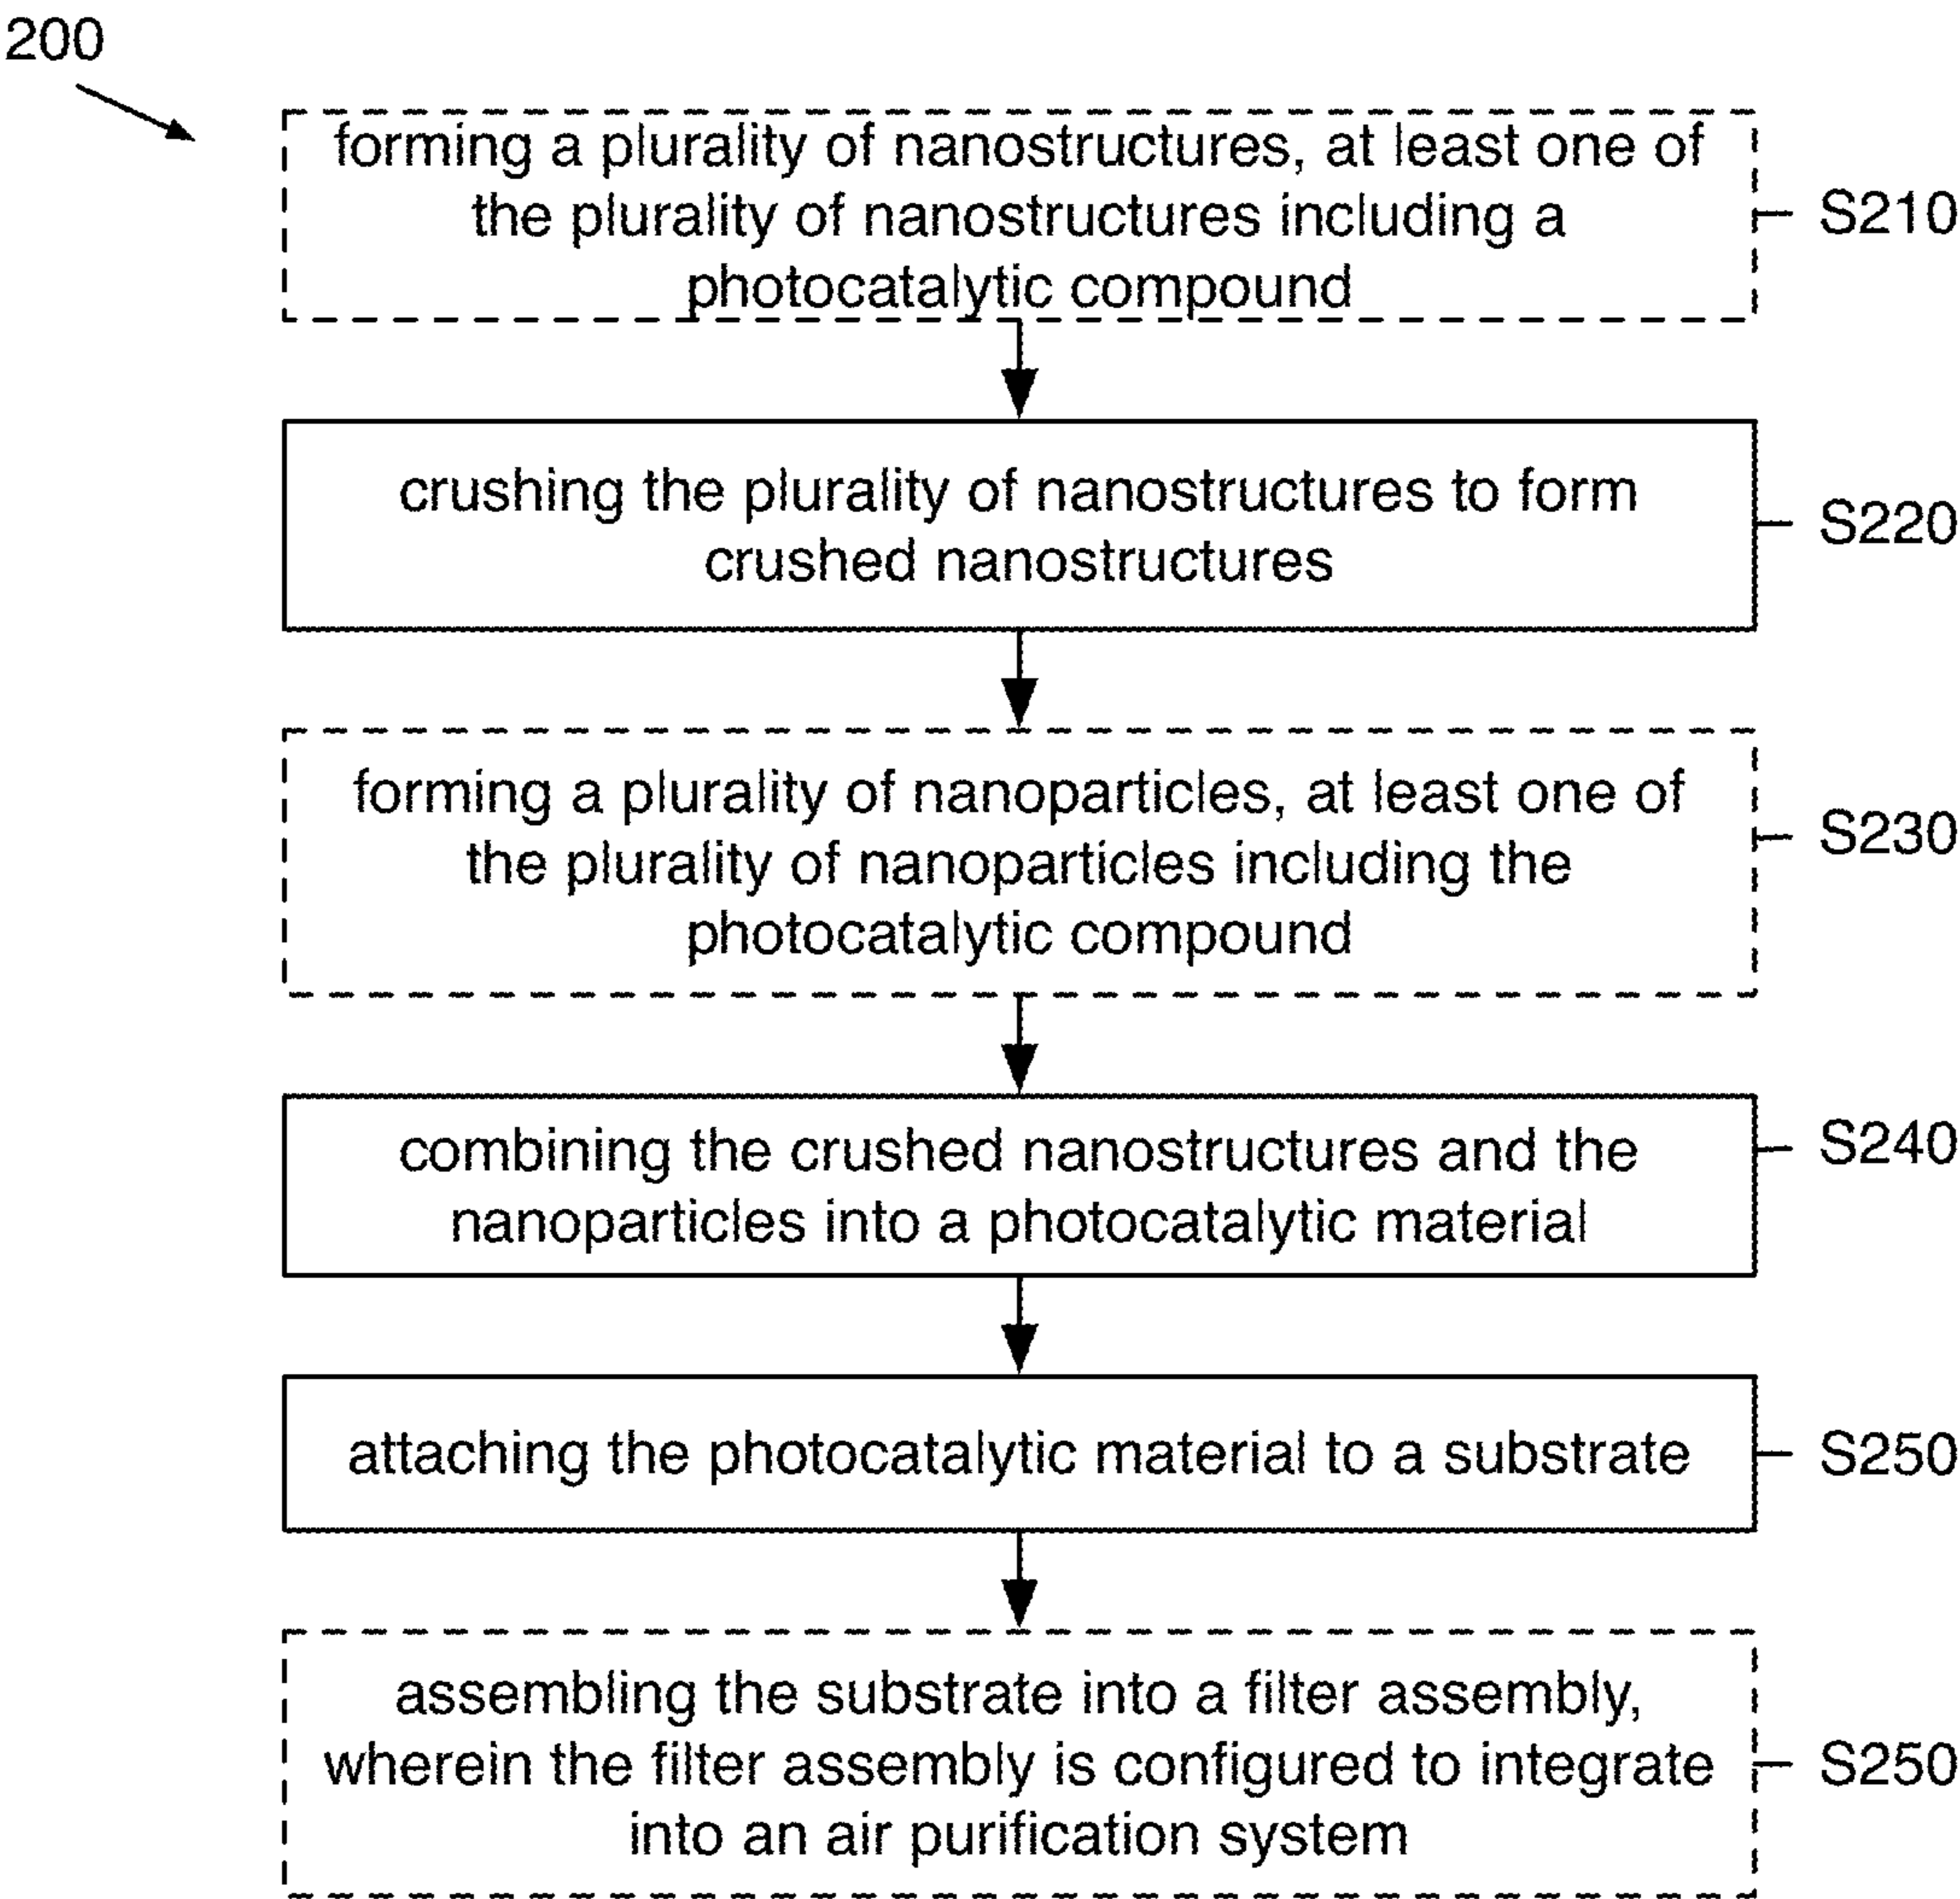 200
forming a plurality of nanostructures, at least one of
the plurality of nanostructures including a
photocatalytic compound
S210
crushing the plurality of nanostructures to form
crushed nanostructures
S220
forming a plurality of nanoparticles, at least one of
the plurality of nanoparticles including the
photocatalytic compound
S230
combining the crushed nanostructures and the
nanoparticles into a photocatalytic material
S240
attaching the photocatalytic material to a substrate
S250
assembling the substrate into a filter assembly,
wherein the filter assembly is configured to integrate
into an air purification system
S250